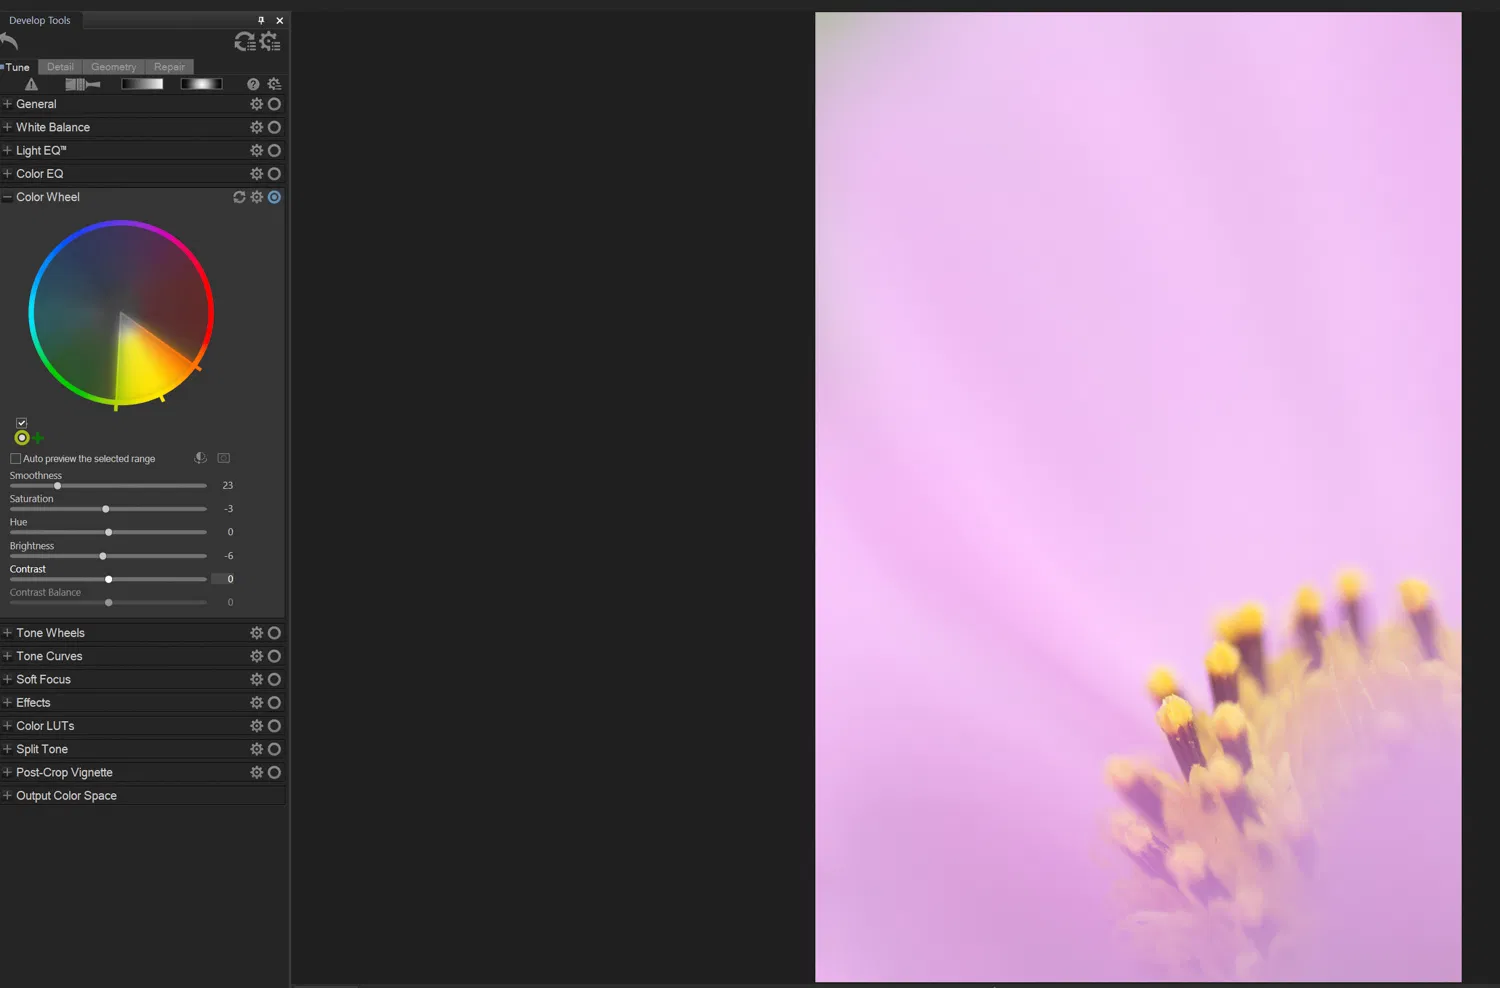 Develop Tools
Tune Detail Geometry Repair
General
White Balance
Light EQ™
Color EQ
Color Wheel
Auto preview the selected range
Smoothness
23
Saturation
-3
Hue
0
Brightness
-6
Contrast
0
Contrast Balance
0
Tone Wheels
Tone Curves
Soft Focus
Effects
Color LUTs
Split Tone
Post-Crop Vignette
Output Color Space